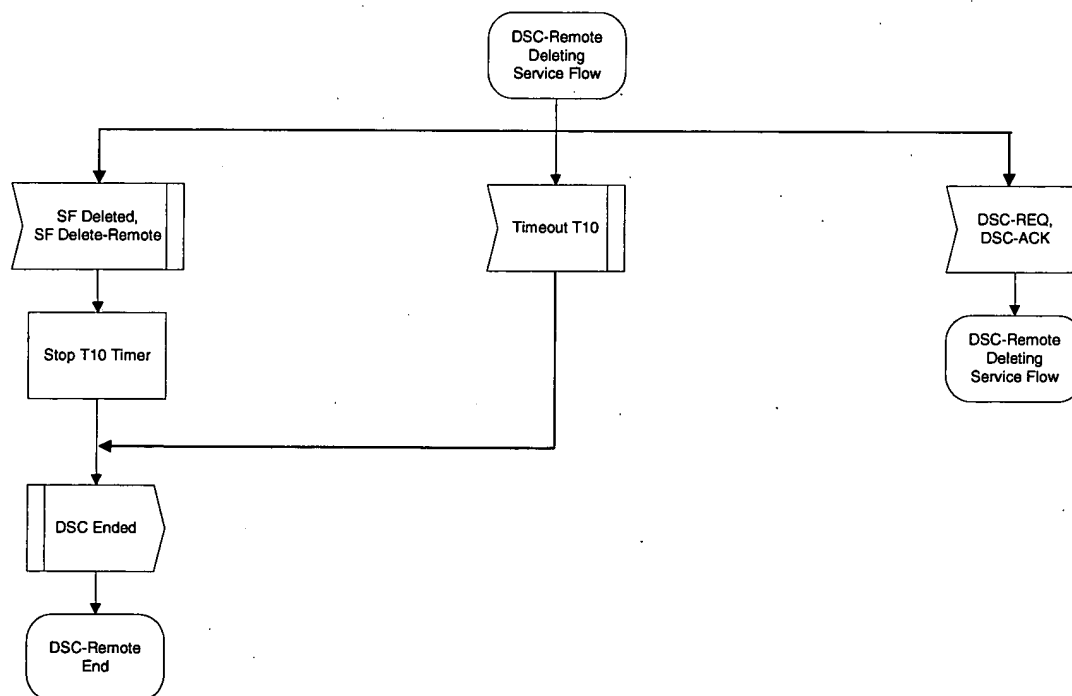 DSC-Remote
Deleting
Service Flow
SF Deleted,
SF Delete-Remote
Timeout T10
DSC-REQ,
DSC-ACK
Stop T10 Timer
DSC-Remote
Deleting
Service Flow
DSC Ended
DSC-Remote
End